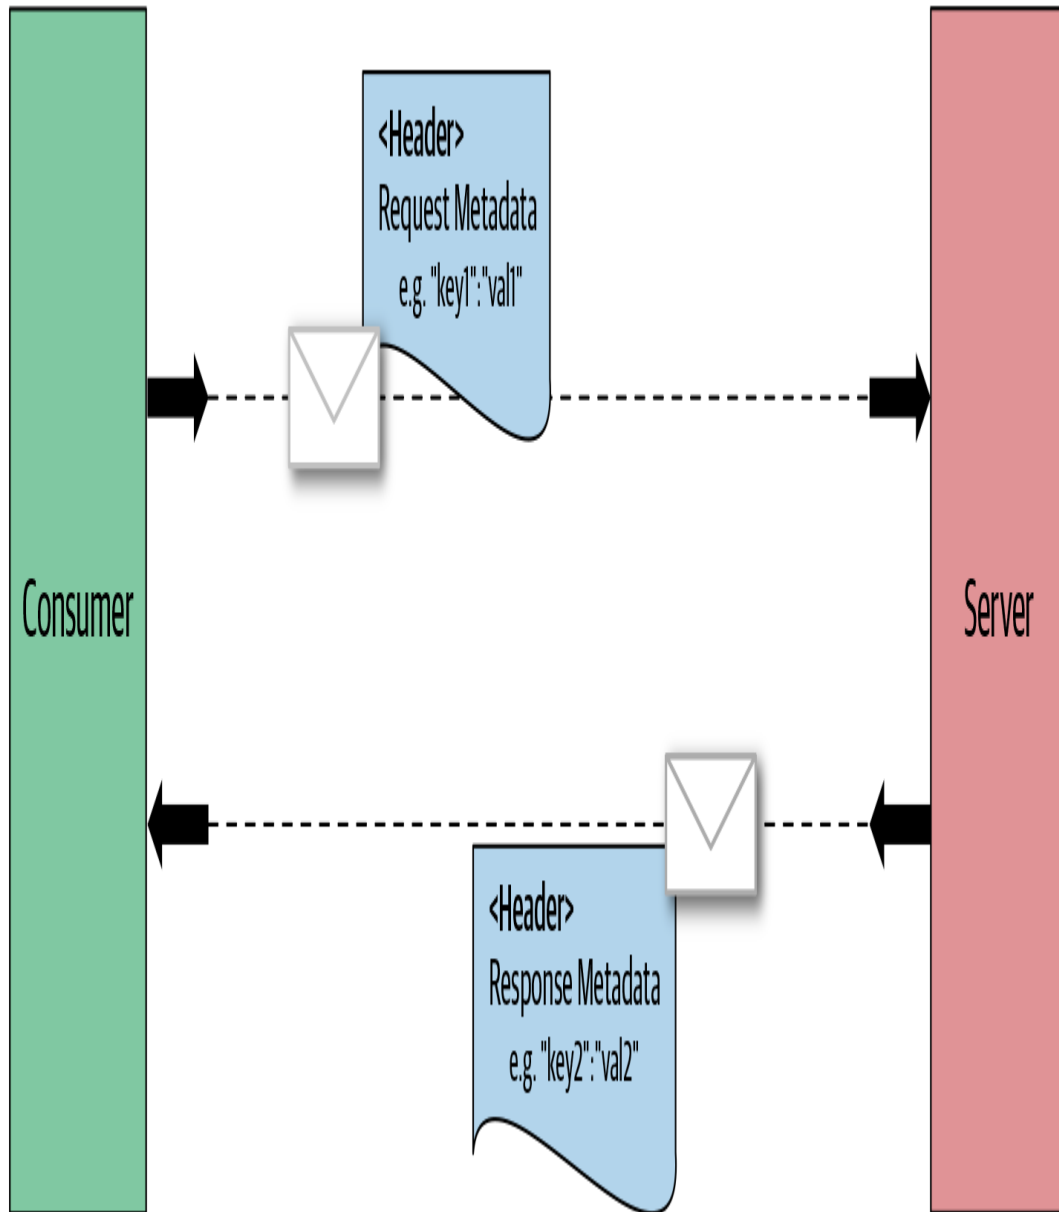 <Header>
Request Metadata
e.g. "key1":"val1"
Consumer
Server
<Header>
Response Metadata
e.g. "key2":"val2"